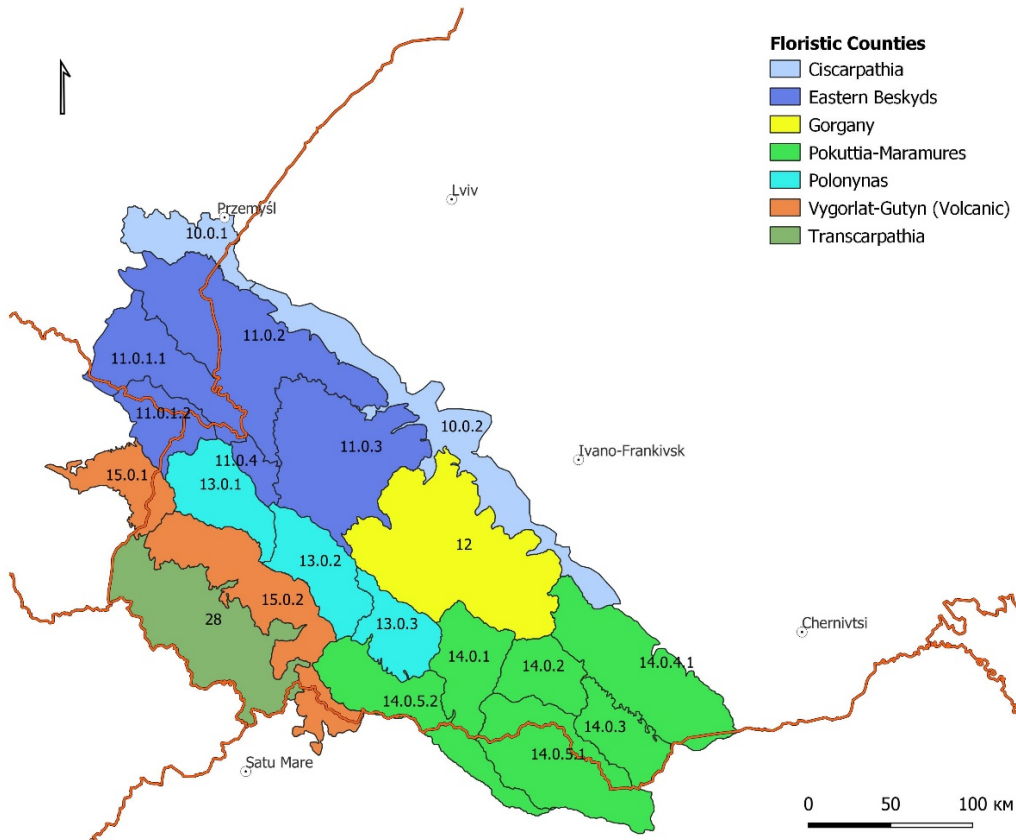 Floristic Counties
Ciscarpathia
Eastern Beskyds
Gorgany
Pokuttia-Maramures
Polonynas
Vygorlat-Gutyn (Volcanic)
Transcarpathia
Lviv
Przemyśl
10.0.1
11.0.2
11.0.1.1
11.0.1.2
10.0.2
11.0.3
Ivano-Frankivsk
11.0.4
15.0.1
13.0.1
12
13.0.2
15.0.2
28
13.0.3
Chernivtsi
14.0.1
14.0.2
14.0.4.1
14.0.5.2
14.0.3
14.0.5.1
Satu Mare
0 50 100 км